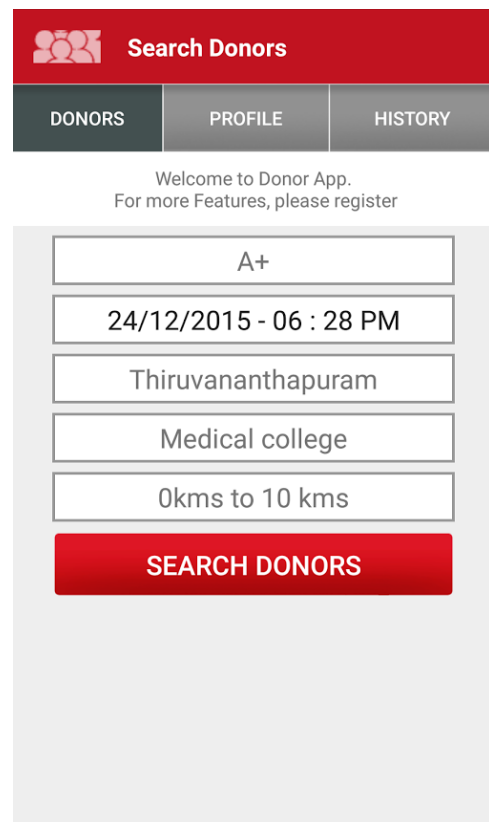 Search Donors
DONORS PROFILE HISTORY
Welcome to Donor App.
For more Features, please register
A+
24/12/2015 - 06 : 28 PM
Thiruvananthapuram
Medical college
0kms to 10 kms
SEARCH DONORS